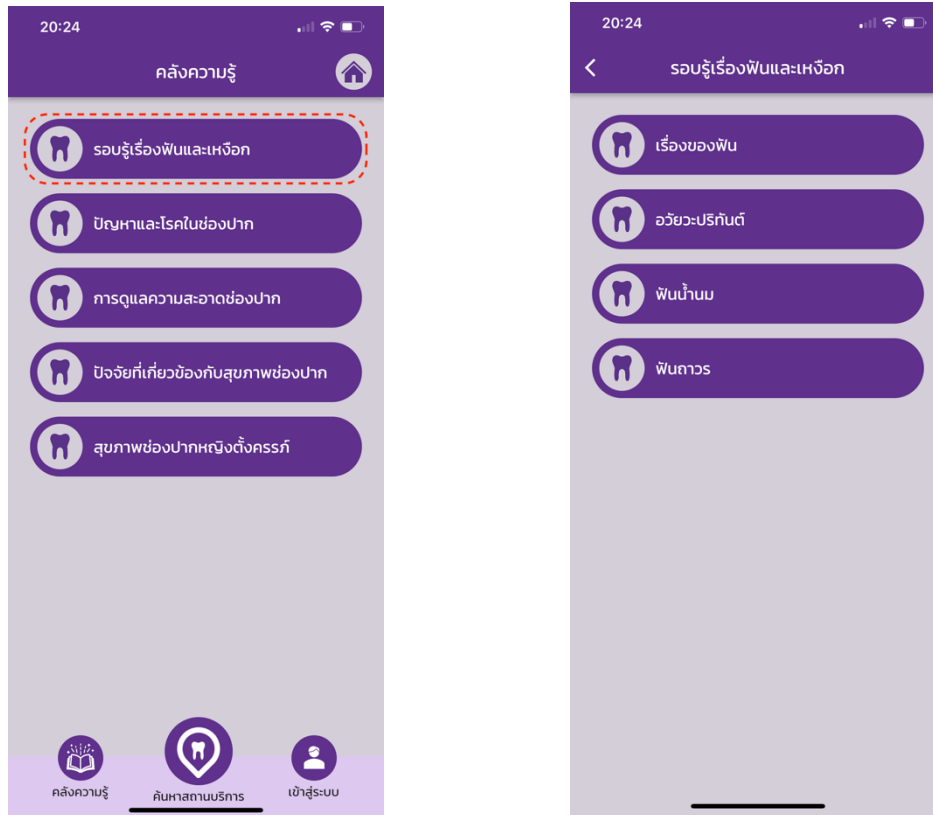 20:24
คลังความรู้
รอบรู้เรื่องฟันและเหงือก
ปัญหาและโรคในช่องปาก
การดูแลความสะอาดช่องปาก
ปัจจัยที่เกี่ยวข้องกับสุขภาพช่องปาก
สุขภาพช่องปากหญิงตั้งครรภ์
คลังความรู้
ค้นหาสถานบริการ
เข้าสู่ระบบ
20:24
รอบรู้เรื่องฟันและเหงือก
เรื่องของฟัน
อวัยวะปริทันต์
ฟันน้ำนม
ฟันถาวร